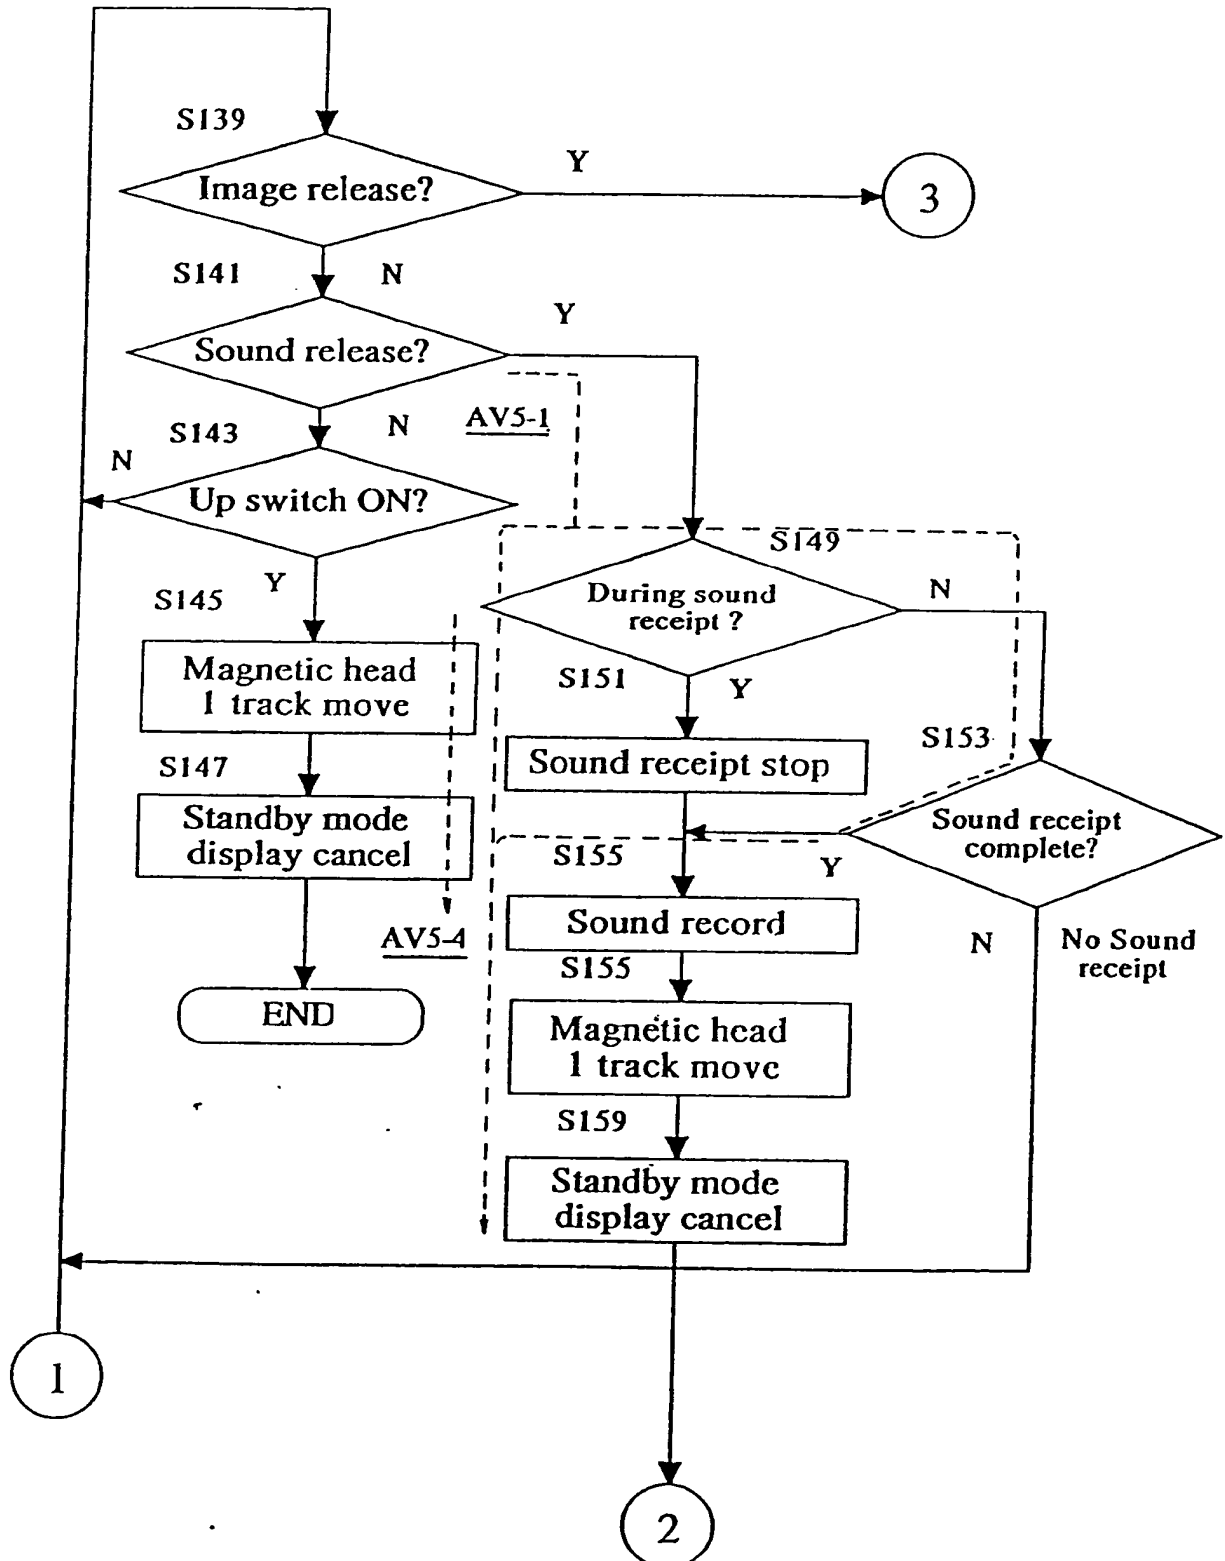 S139
Image release?
Y
3
S141
N
Sound release?
Y
S143
N
AV5-1
N
Up switch ON?
Y
S145
Magnetic head
1 track move
S147
Standby mode
display cancel
AV5-4
END
S149
During sound
receipt ?
N
S151
Y
Sound receipt stop
S153
Sound receipt
complete?
Y
N
No Sound
receipt
S155
Sound record
S155
Magnetic head
1 track move
S159
Standby mode
display cancel
1
2